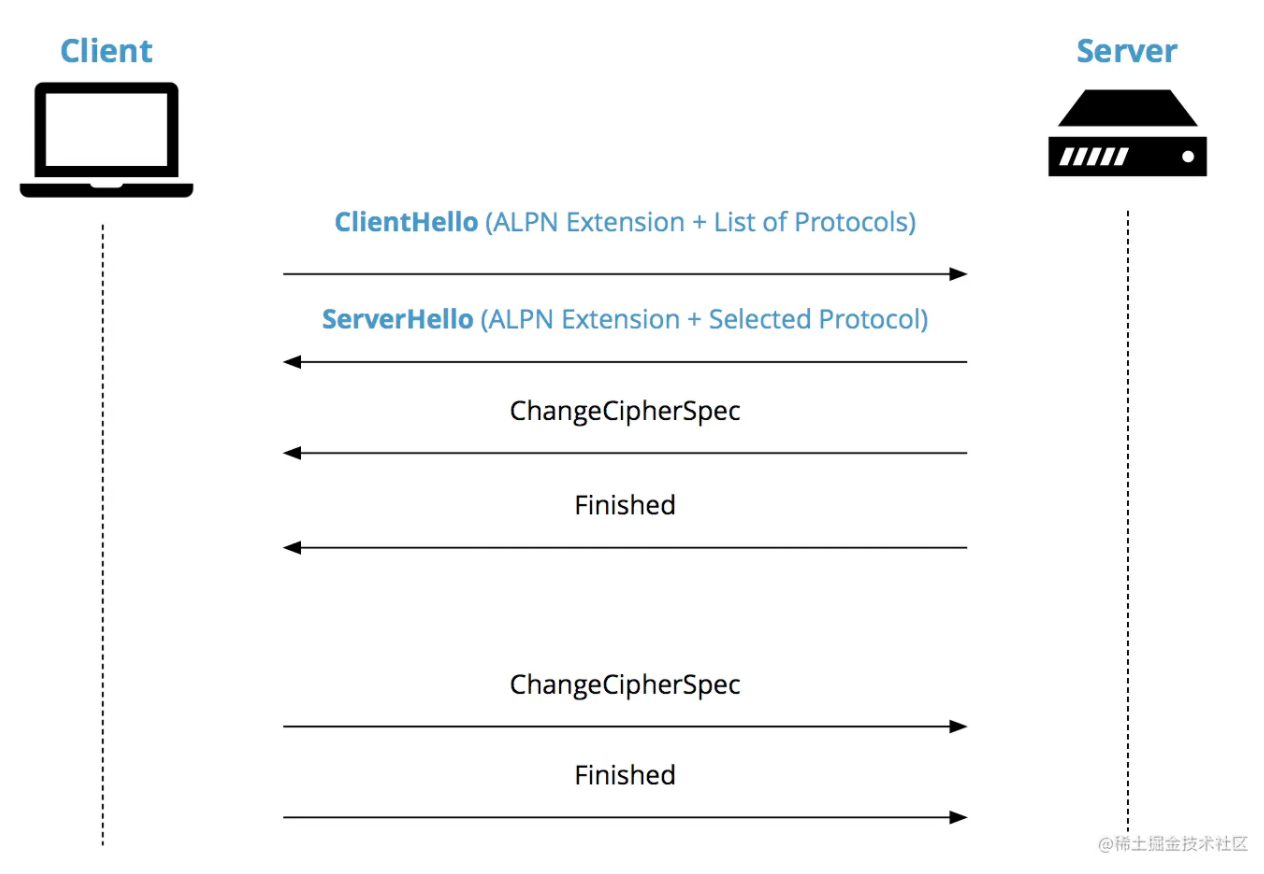 Client
Server
ClientHello (ALPN Extension + List of Protocols)
ServerHello (ALPN Extension + Selected Protocol)
ChangeCipherSpec
Finished
ChangeCipherSpec
Finished
@稀土掘金技术社区